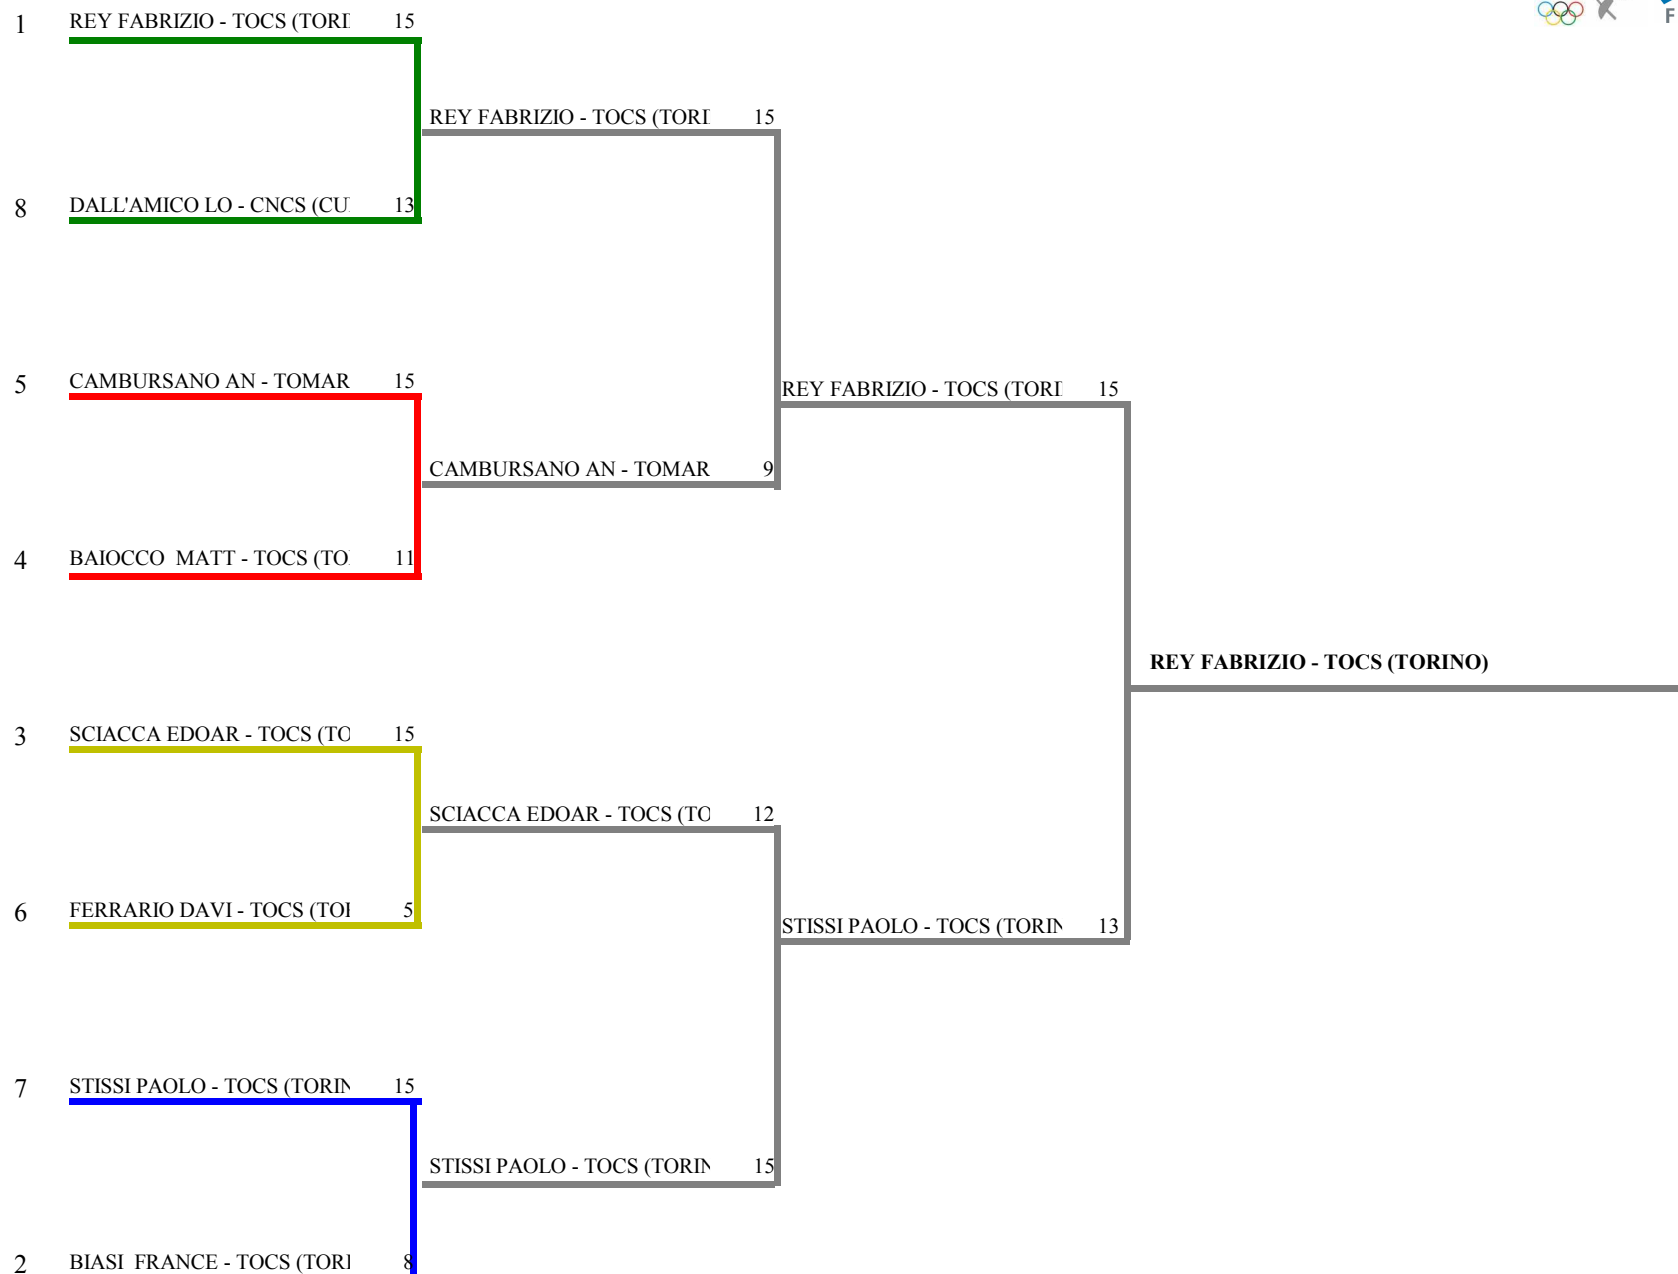 F
1 REY FABRIZIO - TOCS (TORI 15
REY FABRIZIO - TOCS (TORI 15
8 DALL'AMICO LO - CNCS (CU 13
5 CAMBURSANO AN - TOMAR 15
REY FABRIZIO - TOCS (TORI 15
CAMBURSANO AN - TOMAR 9
4 BAIOCCO MATT - TOCS (TO 11
REY FABRIZIO - TOCS (TORINO)
3 SCIACCA EDOAR - TOCS (TO 15
SCIACCA EDOAR - TOCS (TO 12
6 FERRARIO DAVI - TOCS (TOI 5
STISSI PAOLO - TOCS (TORIN 13
7 STISSI PAOLO - TOCS (TORIN 15
STISSI PAOLO - TOCS (TORIN 15
2 BIASI FRANCE - TOCS (TORI 8